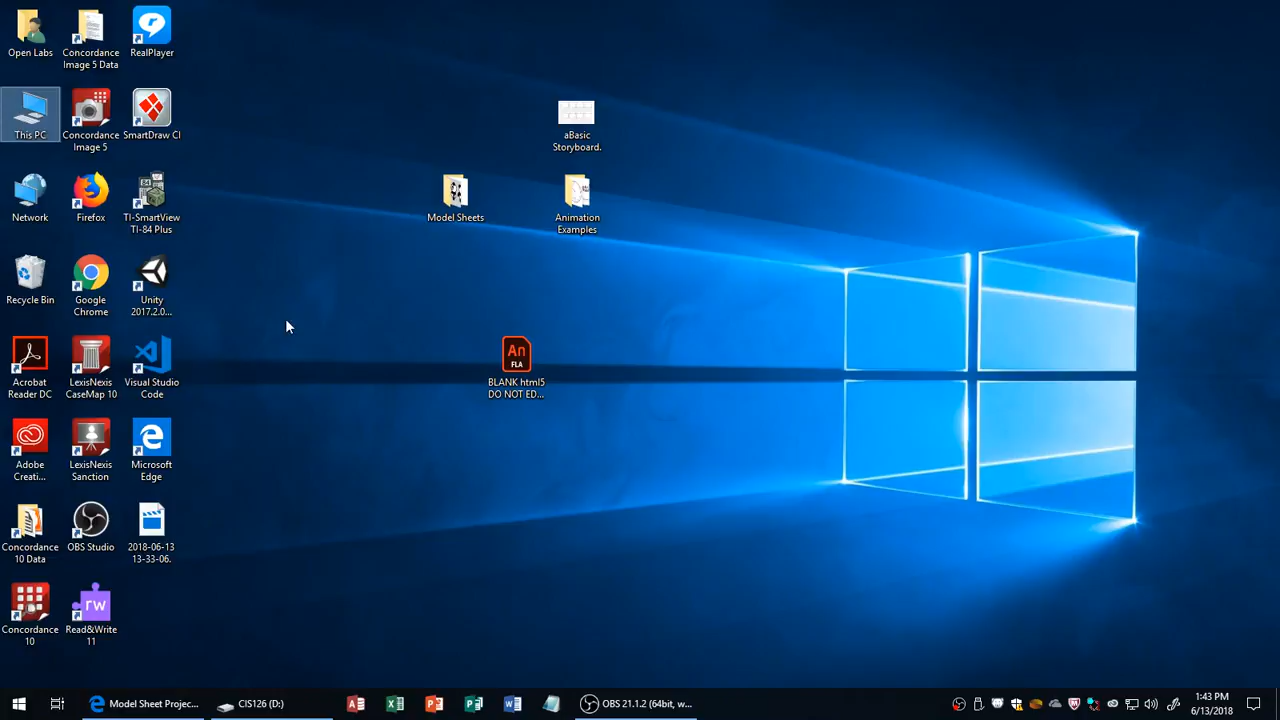 Open Labs
Concordance
Image 5 Data
RealPlayer
This PC
Concordance
Image 5
SmartDraw CI
Network
Firefox
TI-SmartView
TI-84 Plus
Recycle Bin
Google
Chrome
Unity
2017.2.0...
Acrobat
Reader DC
LexisNexis
CaseMap 10
Visual Studio
Code
Adobe
Creati...
LexisNexis
Sanction
Microsoft
Edge
Concordance
10 Data
OBS Studio
2018-06-13
13-33-06.
Concordance
10
rw
Read&Write
11
aBasic
Storyboard.
Model Sheets
Animation
Examples
An
FLA
BLANK html5
DO NOT ED...
Model Sheet Projec...
CIS126 (D:)
OBS 21.1.2 (64bit, w...
1:43 PM
6/13/2018